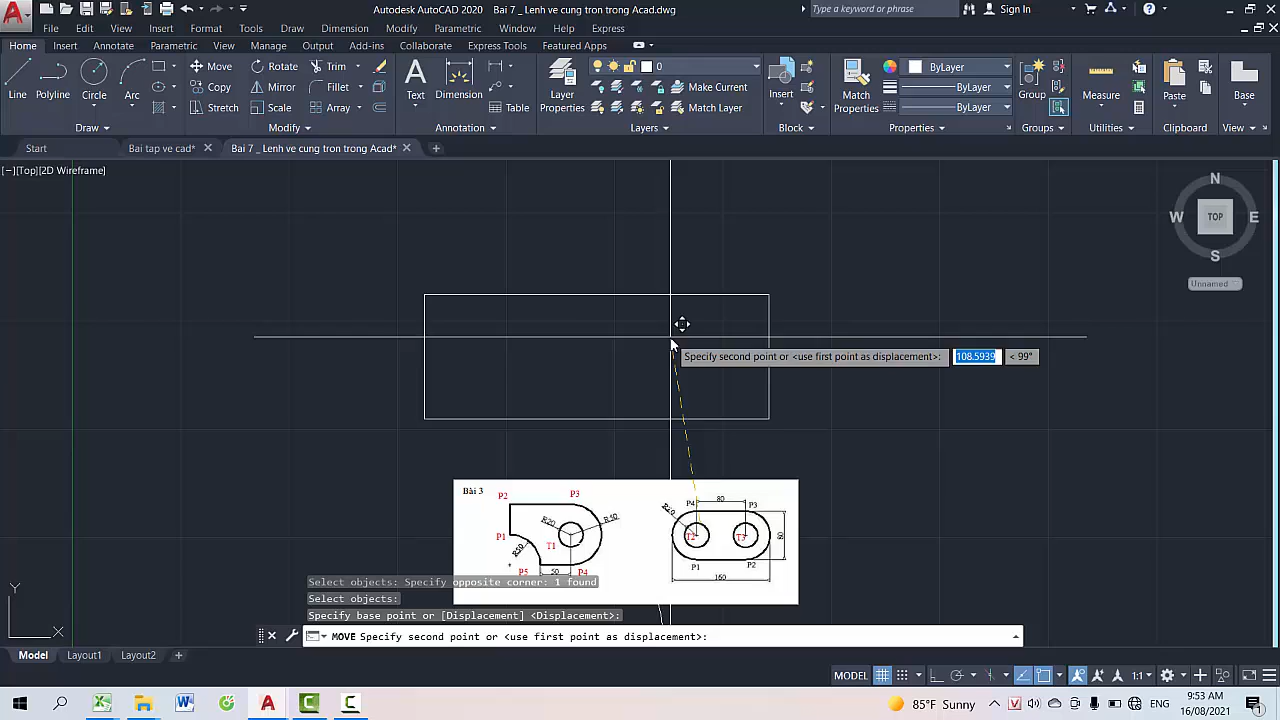 Autodesk AutoCAD 2020 Bai 7 _ Lenh ve cung tron trong Acad.dwg
Type a keyword or phrase
Sign In
File Edit View Insert Format Tools Draw Dimension Modify Parametric Window Help Express
Home Insert Annotate Parametric View Manage Output Add-ins Collaborate Express Tools Featured Apps
Line Polyline Circle Arc
Move Rotate Trim
Copy Mirror Fillet
Stretch Scale Array
Text Dimension Table
Layer Properties
0
Make Current
Match Layer
Insert
Match Properties
ByLayer
ByLayer
ByLayer
Group
Measure
Paste
Base
Draw Modify Annotation Layers Block Properties Groups Utilities Clipboard View
Start Bai tap ve cad* Bai 7 _ Lenh ve cung tron trong Acad*
[−][Top][2D Wireframe]
N
W TOP E
S
Unnamed
Specify second point or <use first point as displacement>: 108.5939 < 99°
Bài 3
P2 P3 P4 80 P3
R20 R50
P1 T1 T2 T3 80
R50
P5 50 P4 P1 P2
160
Select objects: Specify opposite corner: 1 found
Select objects:
Specify base point or [Displacement] <Displacement>:
Y
X
MOVE Specify second point or <use first point as displacement>:
Model Layout1 Layout2
MODEL 1:1
85°F Sunny ENG 9:53 AM
16/08/2021